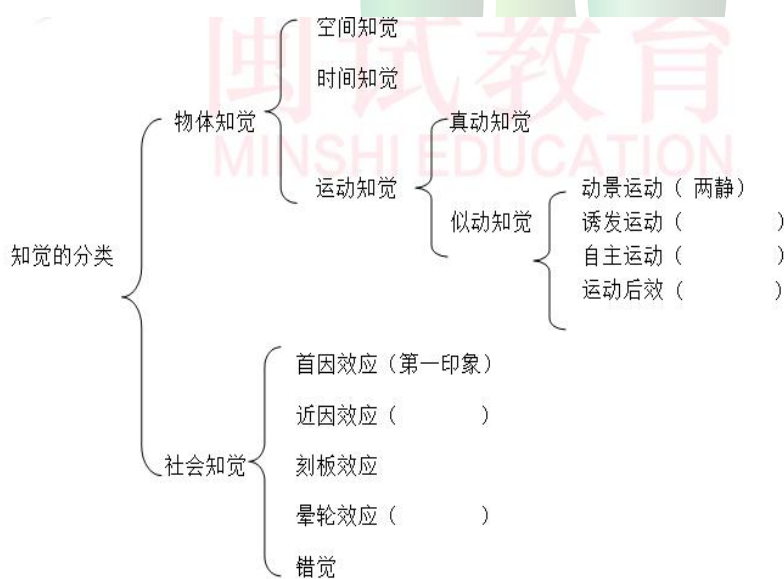 闽试教育
MINSHI EDUCATION
空间知觉
时间知觉
物体知觉
真动知觉
运动知觉
动景运动（ 两静）
似动知觉
诱发运动（ ）
自主运动（ ）
运动后效（ ）
知觉的分类
首因效应（第一印象）
近因效应（ ）
社会知觉
刻板效应
晕轮效应（ ）
错觉